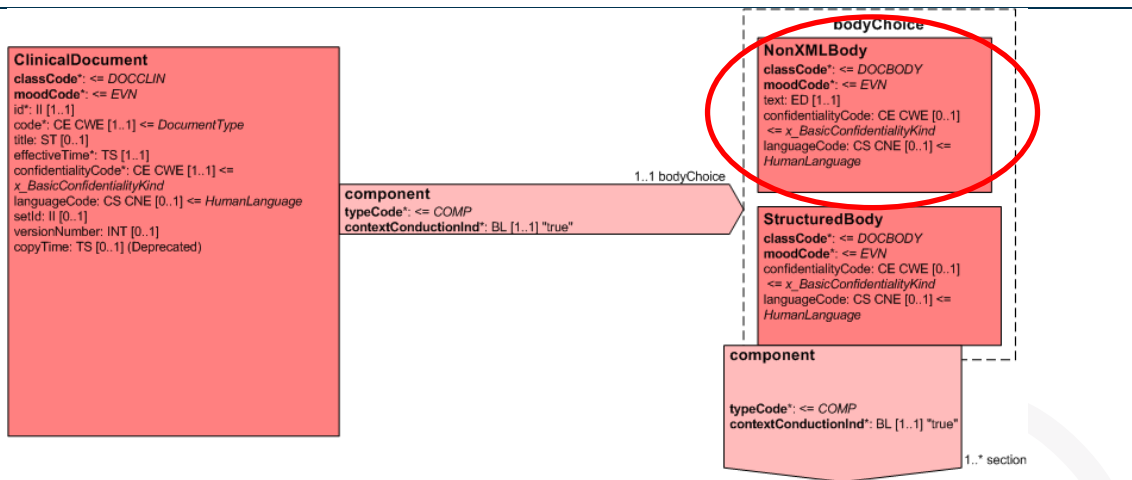 ClinicalDocument
classCode*: <= DOCCLIN
moodCode*: <= EVN
id*: II [1..1]
code*: CE CWE [1..1] <= DocumentType
title: ST [0..1]
effectiveTime*: TS [1..1]
confidentialityCode*: CE CWE [1..1] <=
x_BasicConfidentialityKind
languageCode: CS CNE [0..1] <= HumanLanguage
setId: II [0..1]
versionNumber: INT [0..1]
copyTime: TS [0..1] (Deprecated)
1..1 bodyChoice
component
typeCode*: <= COMP
contextConductionInd*: BL [1..1] "true"
bodyChoice
NonXMLBody
classCode*: <= DOCBODY
moodCode*: <= EVN
text: ED [1..1]
confidentialityCode: CE CWE [0..1]
<= x_BasicConfidentialityKind
languageCode: CS CNE [0..1] <=
HumanLanguage
StructuredBody
classCode*: <= DOCBODY
moodCode*: <= EVN
confidentialityCode: CE CWE [0..1]
<= x_BasicConfidentialityKind
languageCode: CS CNE [0..1] <=
HumanLanguage
component
typeCode*: <= COMP
contextConductionInd*: BL [1..1] "true"
1..* section